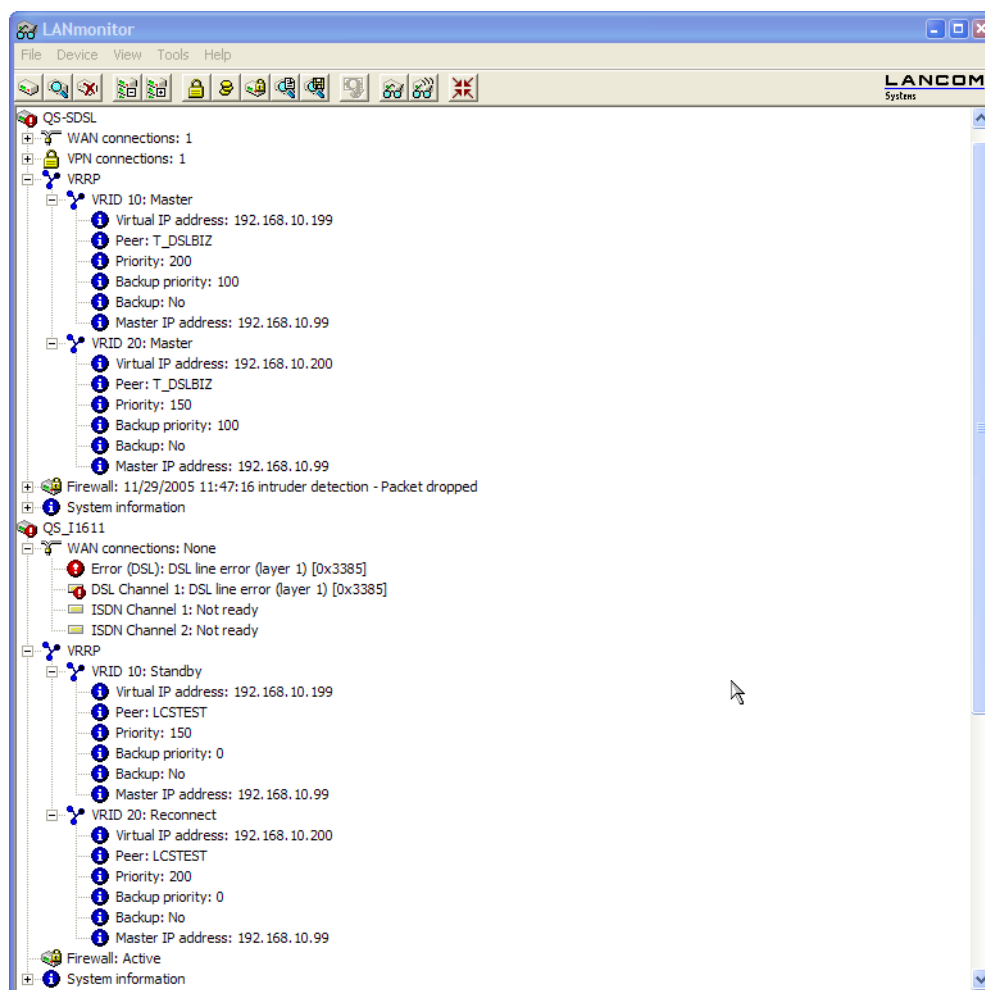 LANmonitor
File Device View Tools Help
LANCOM
Systems
QS-SDSL
WAN connections: 1
VPN connections: 1
VRRP
VRID 10: Master
Virtual IP address: 192.168.10.199
Peer: T_DSLBIZ
Priority: 200
Backup priority: 100
Backup: No
Master IP address: 192.168.10.99
VRID 20: Master
Virtual IP address: 192.168.10.200
Peer: T_DSLBIZ
Priority: 150
Backup priority: 100
Backup: No
Master IP address: 192.168.10.99
Firewall: 11/29/2005 11:47:16 intruder detection - Packet dropped
System information
QS_I1611
WAN connections: None
Error (DSL): DSL line error (layer 1) [0x3385]
DSL Channel 1: DSL line error (layer 1) [0x3385]
ISDN Channel 1: Not ready
ISDN Channel 2: Not ready
VRRP
VRID 10: Standby
Virtual IP address: 192.168.10.199
Peer: LCSTEST
Priority: 150
Backup priority: 0
Backup: No
Master IP address: 192.168.10.99
VRID 20: Reconnect
Virtual IP address: 192.168.10.200
Peer: LCSTEST
Priority: 200
Backup priority: 0
Backup: No
Master IP address: 192.168.10.99
Firewall: Active
System information